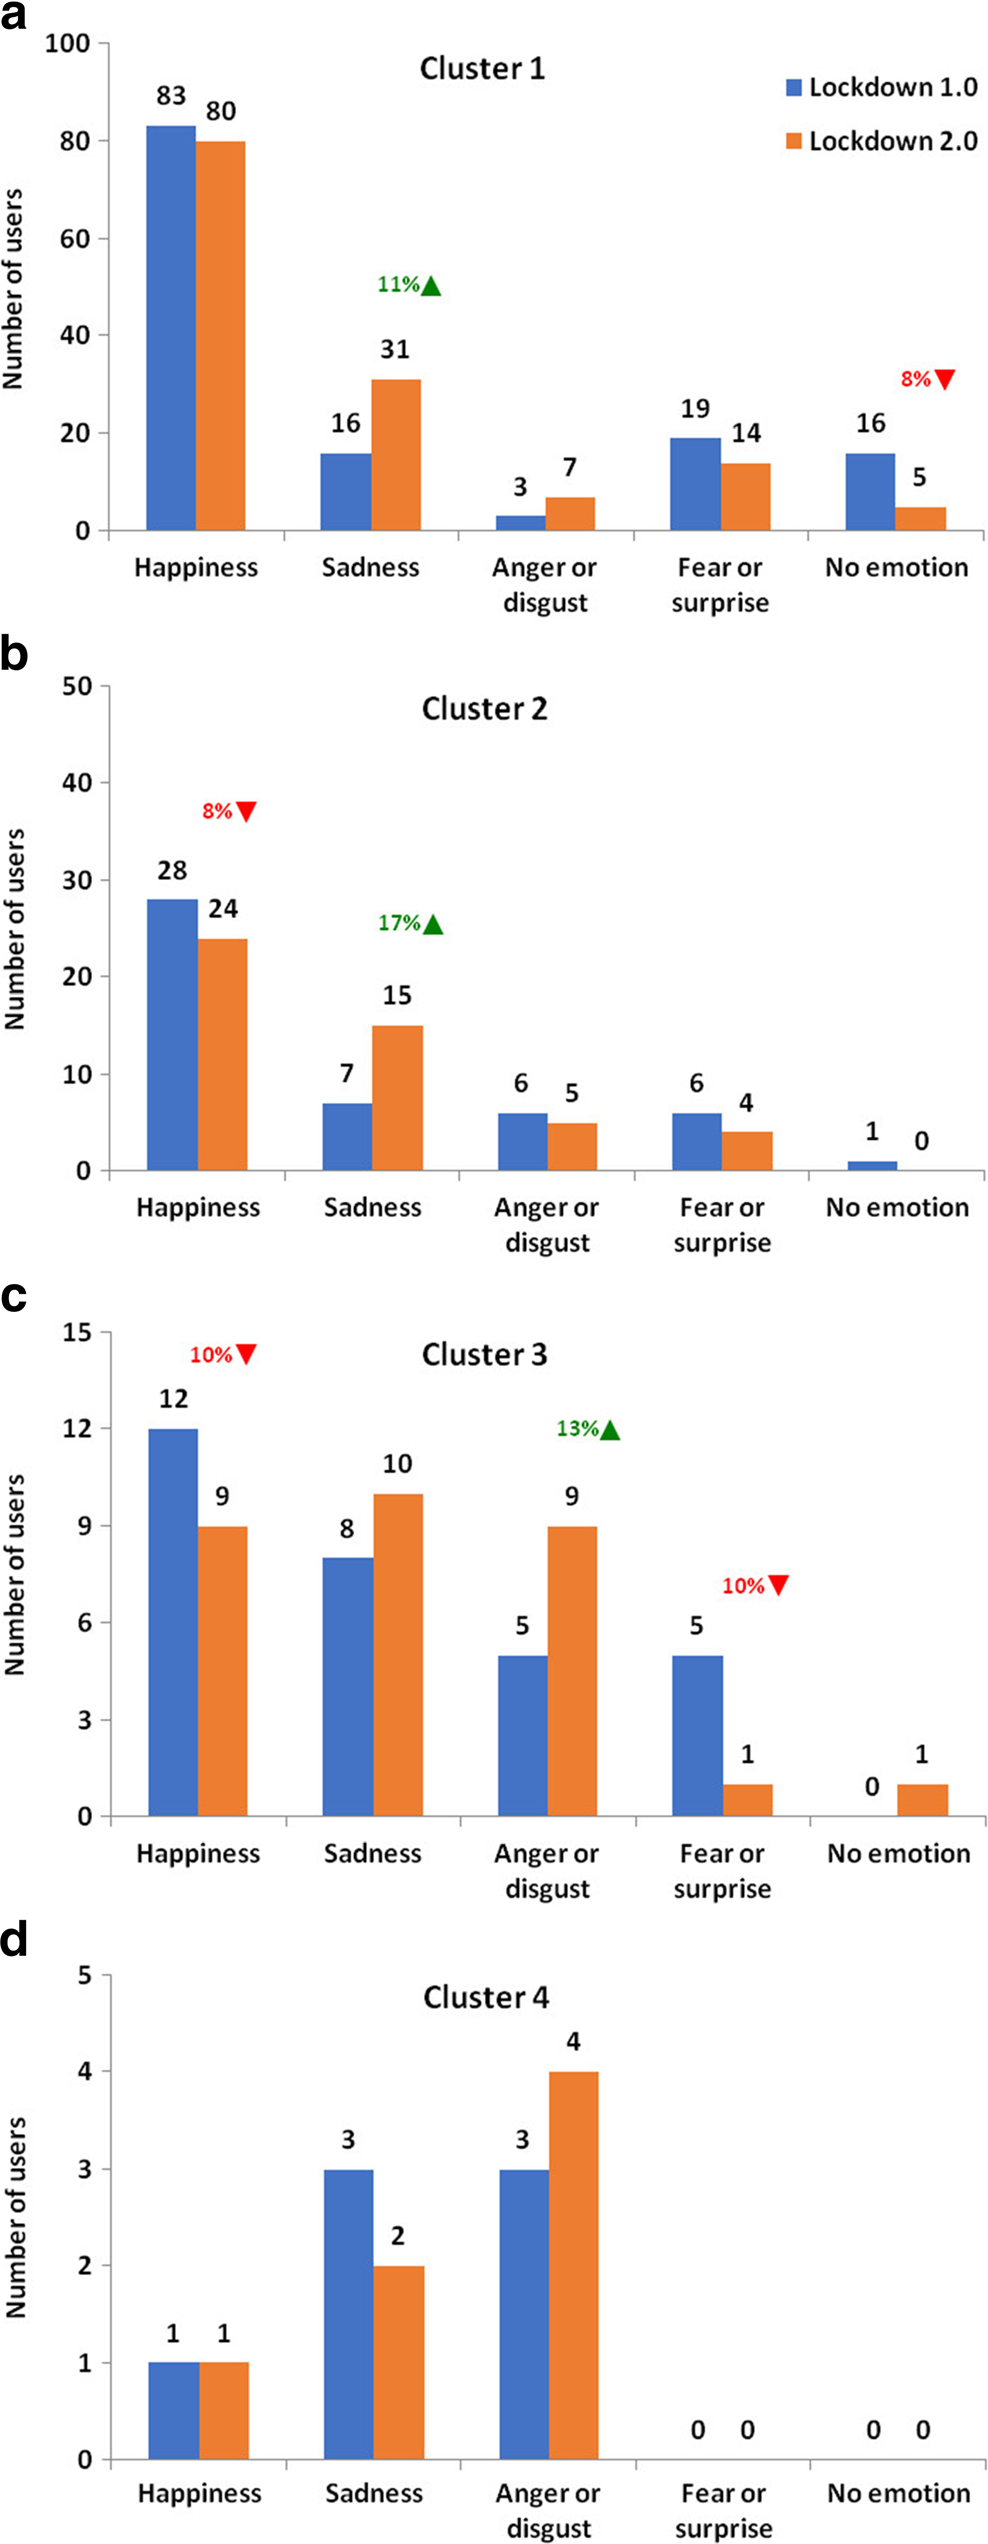 a
Cluster 1
Lockdown 1.0
Lockdown 2.0
Number of users
100
80
60
40
20
0
83
80
11%
16
31
3
7
19
14
8%
16
5
Happiness
Sadness
Anger or
disgust
Fear or
surprise
No emotion
b
Cluster 2
Number of users
50
40
30
20
10
0
8%
28
24
17%
7
15
6
5
6
4
1
0
Happiness
Sadness
Anger or
disgust
Fear or
surprise
No emotion
c
Cluster 3
Number of users
15
12
9
6
3
0
10%
12
9
8
10
13%
5
9
10%
5
1
0
1
Happiness
Sadness
Anger or
disgust
Fear or
surprise
No emotion
d
Cluster 4
Number of users
5
4
3
2
1
0
1
1
3
2
3
4
0
0
0
0
Happiness
Sadness
Anger or
disgust
Fear or
surprise
No emotion